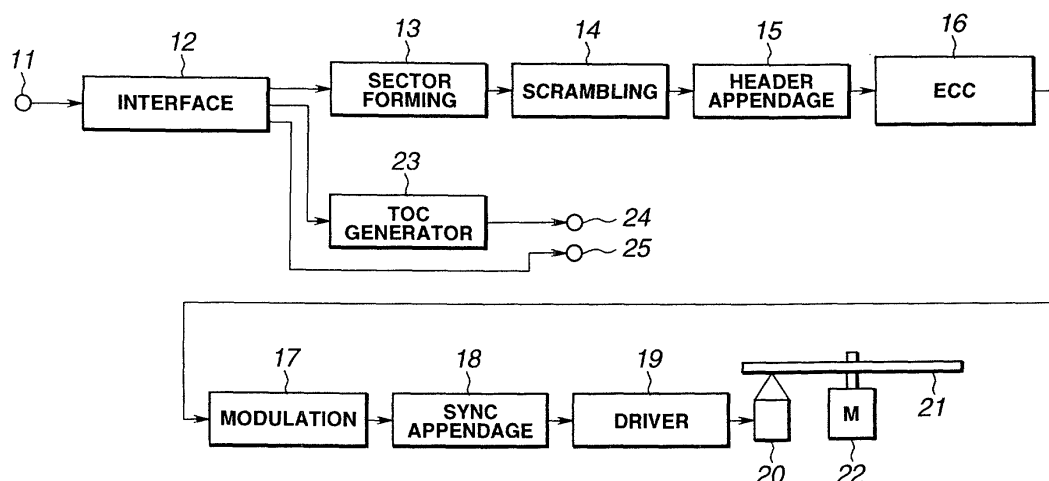 11
12
13
14
15
16
INTERFACE
SECTOR
FORMING
SCRAMBLING
HEADER
APPENDAGE
ECC
23
TOC
GENERATOR
24
25
17
18
19
MODULATION
SYNC
APPENDAGE
DRIVER
M
21
20
22